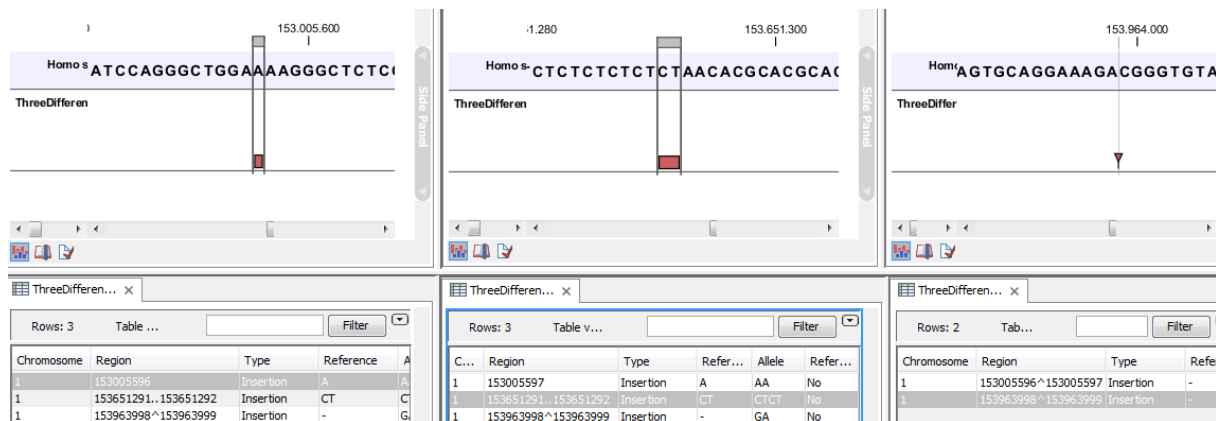 ) 153.005.600
Homo s ATCCAGGGCTGGAAAAGGGCTCTC
ThreeDifferen
Side Panel
ThreeDifferen...
Rows: 3 Table ... Filter
Chromosome Region Type Reference A
1 153005596 Insertion A A
1 153651291..153651292 Insertion CT C
1 153963998^153963999 Insertion - G
:1.280 153.651.300
Homo s- CTCTCTCTCTCTAACACGCACGCAC
ThreeDifferen
Side Panel
ThreeDifferen...
Rows: 3 Table v... Filter
C... Region Type Refer... Allele Refer...
1 153005597 Insertion A AA No
1 153651291..153651292 Insertion CT CTCT No
1 153963998^153963999 Insertion - GA No
153.964.000
Hom AGTGCAGGAAAGACGGGTGTA
ThreeDiffer
ThreeDifferen...
Rows: 2 Tab... Filter
Chromosome Region Type Refe
1 153005596^153005597 Insertion -
1 153963998^153963999 Insertion -